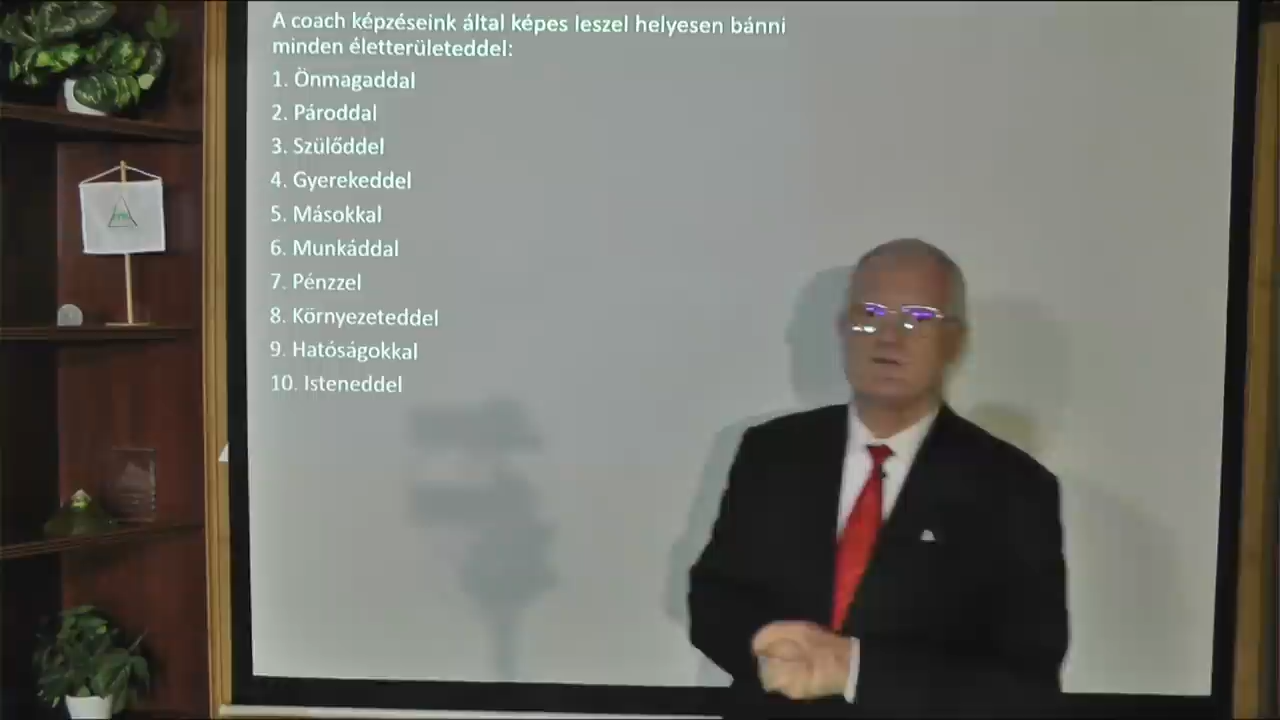 A coach képzéseink által képes leszel helyesen bánni
minden életterületeddel:
1. Önmagaddal
2. Pároddal
3. Szülőddel
4. Gyerekeddel
5. Másokkal
6. Munkáddal
7. Pénzzel
8. Környezeteddel
9. Hatóságokkal
10. Isteneddel